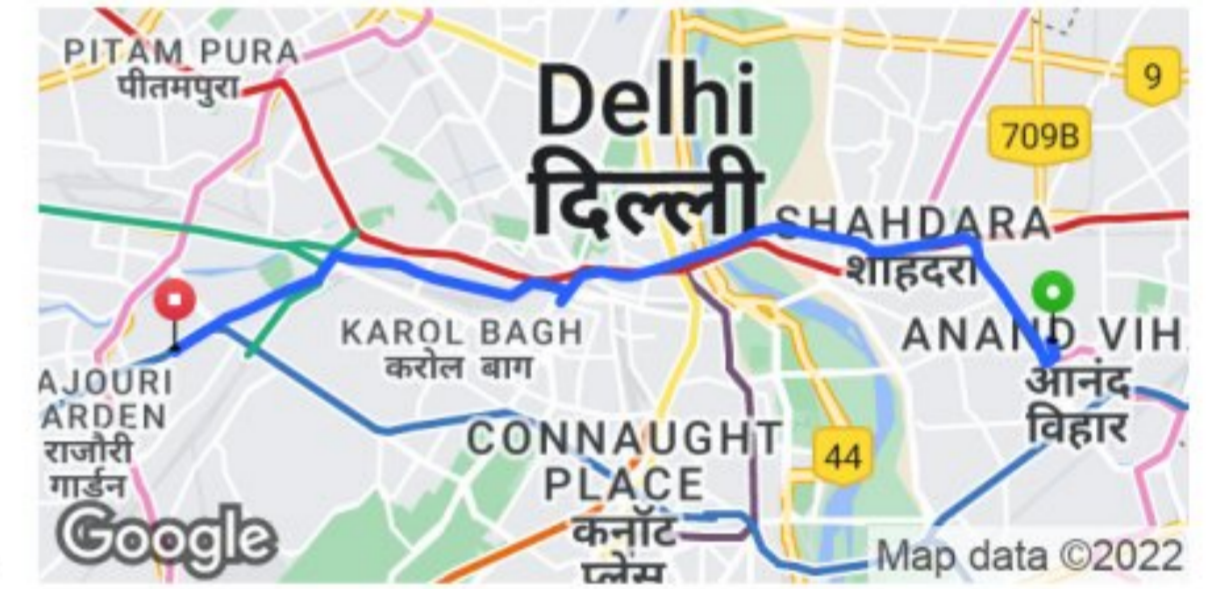 PITAM PURA
पीतमपुरा
Delhi
दिल्ली
9
709B
SHAHDARA
शाहदरा
KAROL BAGH
करोल बाग
ANAND VIH
आनंद
विहार
AJOURI
ARDEN
राजौरी
गार्डन
CONNAUGHT
PLACE
कनॉट
प्लेस
44
Google
Map data ©2022